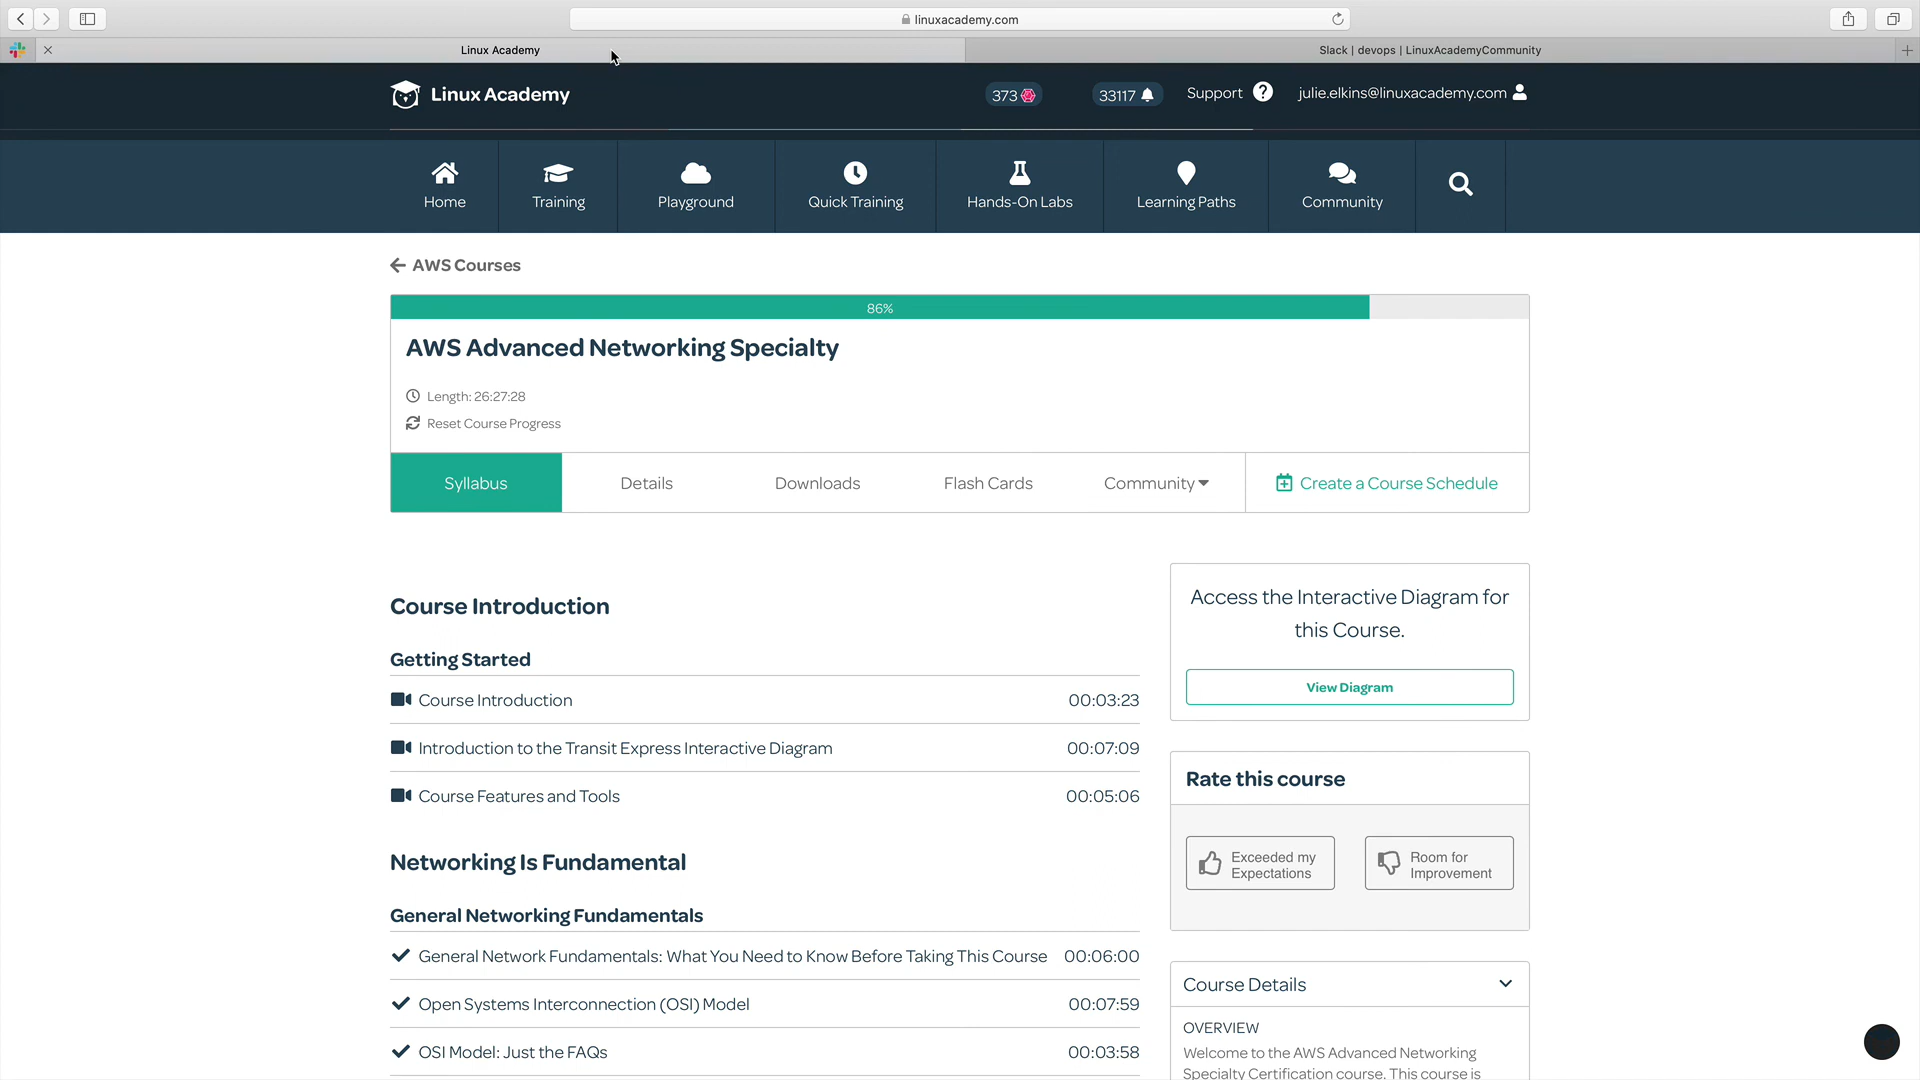 linuxacademy.com
Linux Academy
Slack | devops | LinuxAcademyCommunity
Linux Academy
373
33117
Support
julie.elkins@linuxacademy.com
Home
Training
Playground
Quick Training
Hands-On Labs
Learning Paths
Community
AWS Courses
86%
AWS Advanced Networking Specialty
Length: 26:27:28
Reset Course Progress
Syllabus
Details
Downloads
Flash Cards
Community
Create a Course Schedule
Course Introduction
Getting Started
Course Introduction 00:03:23
Introduction to the Transit Express Interactive Diagram 00:07:09
Course Features and Tools 00:05:06
Networking Is Fundamental
General Networking Fundamentals
General Network Fundamentals: What You Need to Know Before Taking This Course 00:06:00
Open Systems Interconnection (OSI) Model 00:07:59
OSI Model: Just the FAQs 00:03:58
Access the Interactive Diagram for
this Course.
View Diagram
Rate this course
Exceeded my
Expectations
Room for
Improvement
Course Details
OVERVIEW
Welcome to the AWS Advanced Networking
Specialty Certification course. This course is